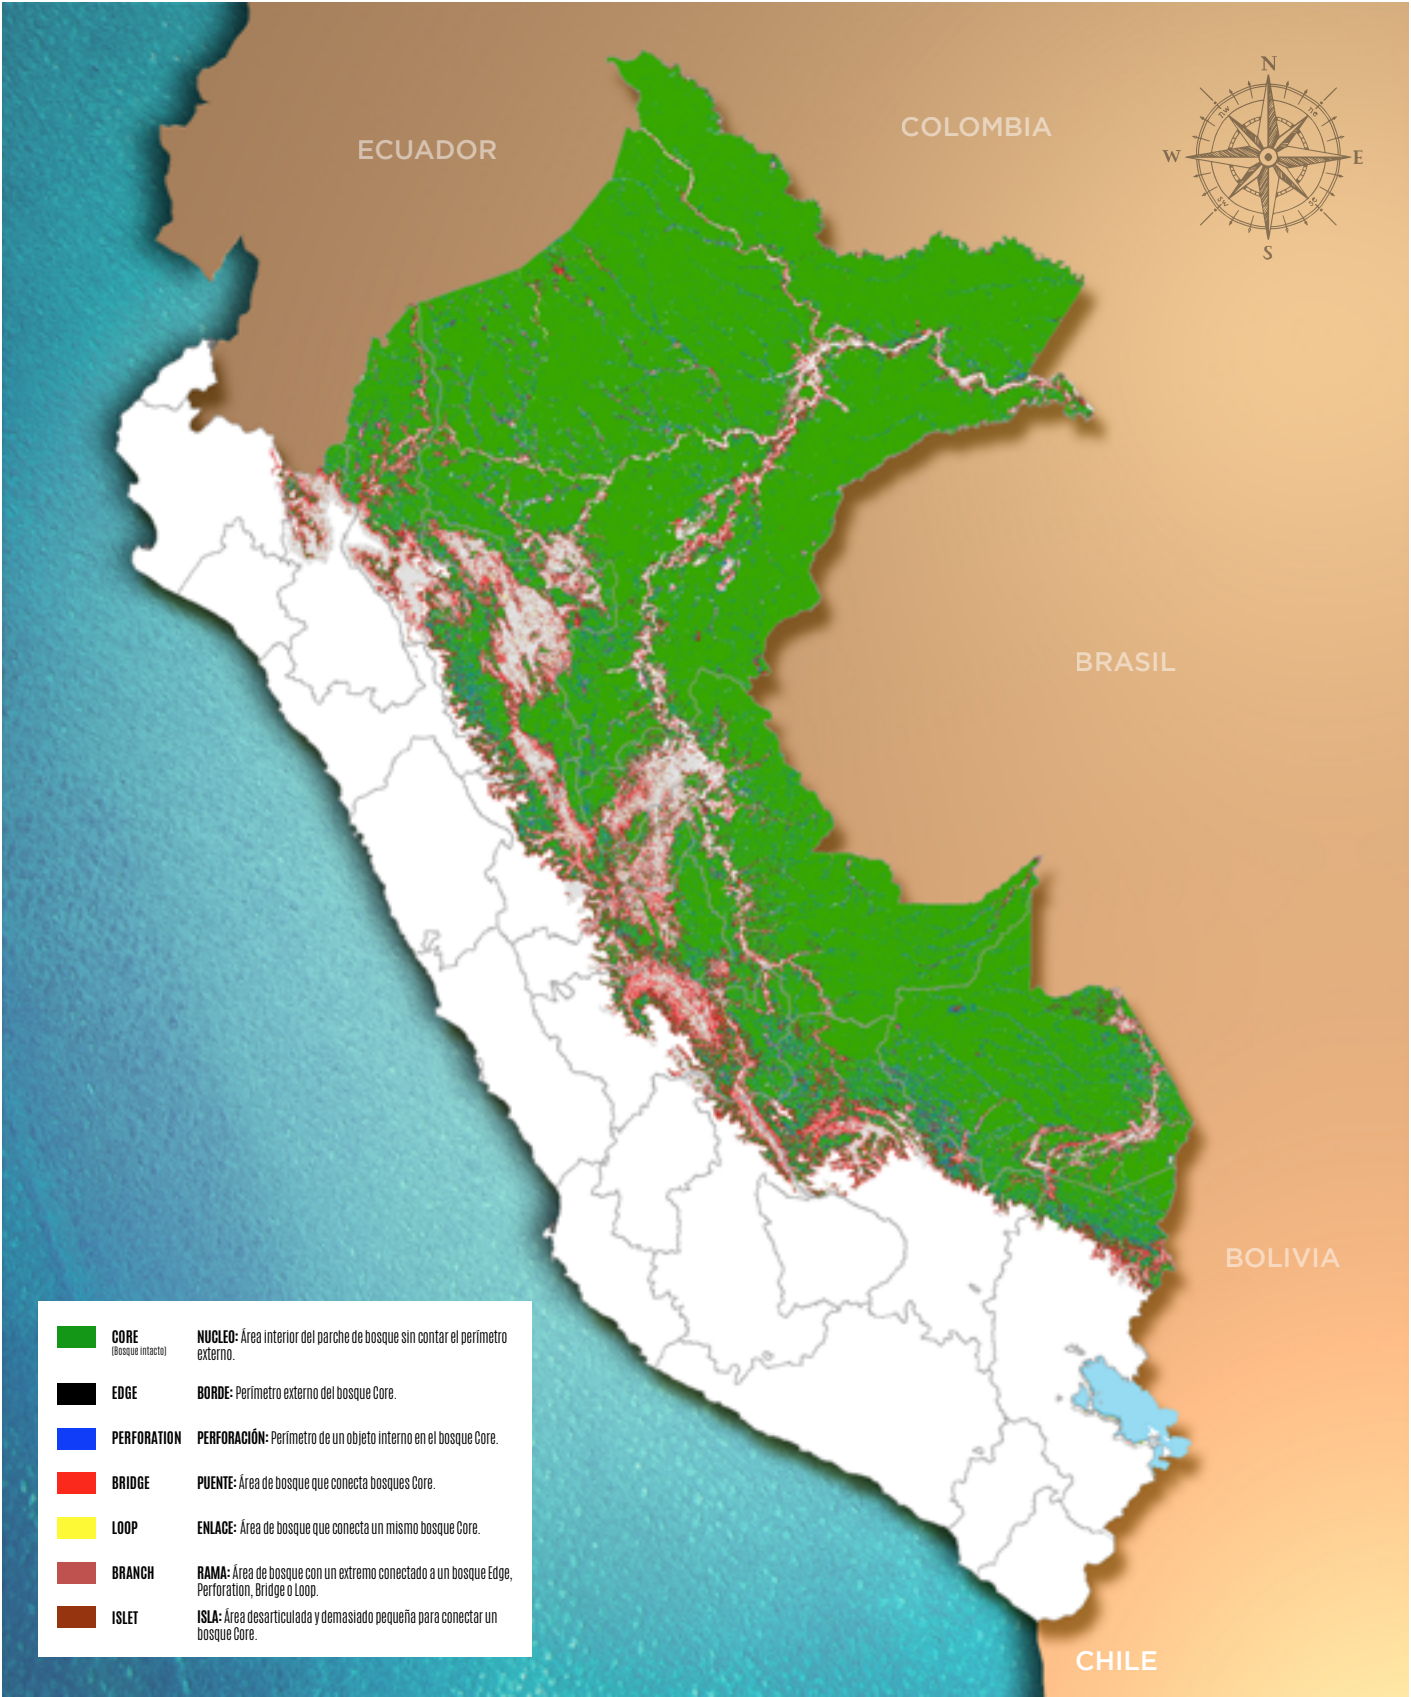 N
COLOMBIA
ECUADOR
nw
ne
W
E
sw
se
S
BRASIL
BOLIVIA
CORE
(Bosque intacto)
NUCLEO: Área interior del parche de bosque sin contar el perímetro
externo.
EDGE
BORDE: Perímetro externo del bosque Core.
PERFORATION
PERFORACIÓN: Perímetro de un objeto interno en el bosque Core.
BRIDGE
PUENTE: Área de bosque que conecta bosques Core.
LOOP
ENLACE: Área de bosque que conecta un mismo bosque Core.
BRANCH
RAMA: Área de bosque con un extremo conectado a un bosque Edge,
Perforation, Bridge o Loop.
ISLET
ISLA: Área desarticulada y demasiado pequeña para conectar un
bosque Core.
CHILE